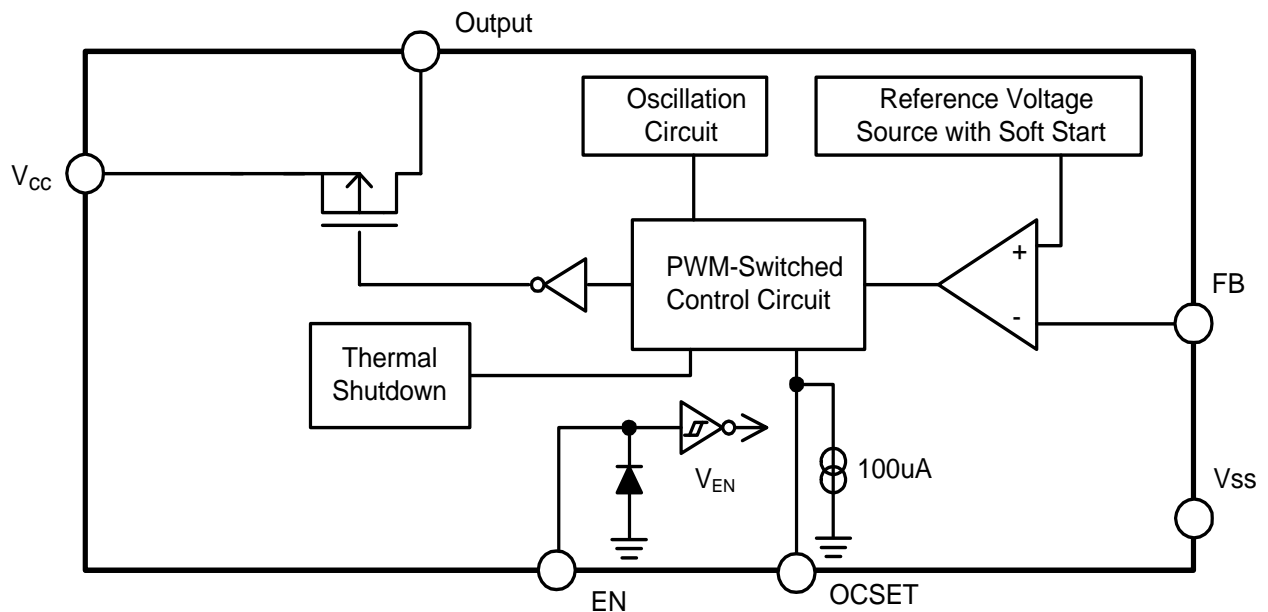 Output
Oscillation
Circuit
Reference Voltage
Source with Soft Start
VCC
PWM-Switched
Control Circuit
+
-
FB
Thermal
Shutdown
VEN
100uA
Vss
EN
OCSET